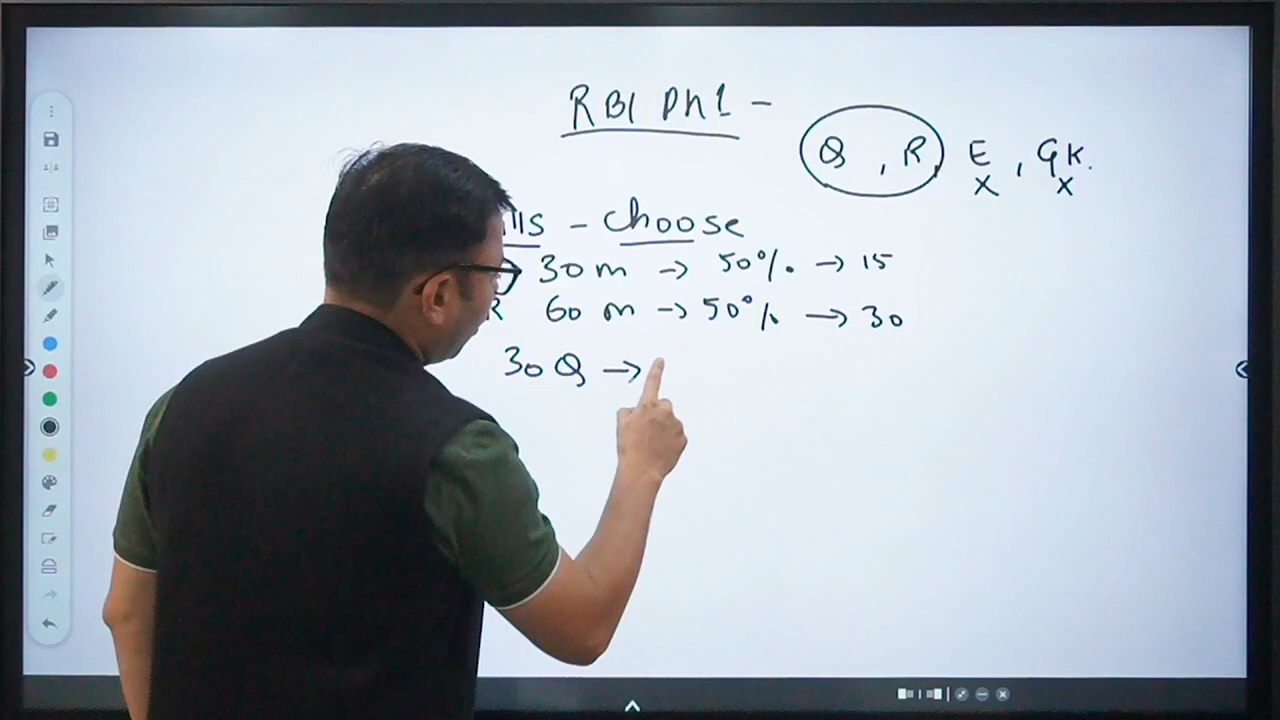 RBI Ph1 -
Q , R E , GK.
x x
lls - choose
30 m → 50% → 15
R 60 m → 50% → 30
30 Q →